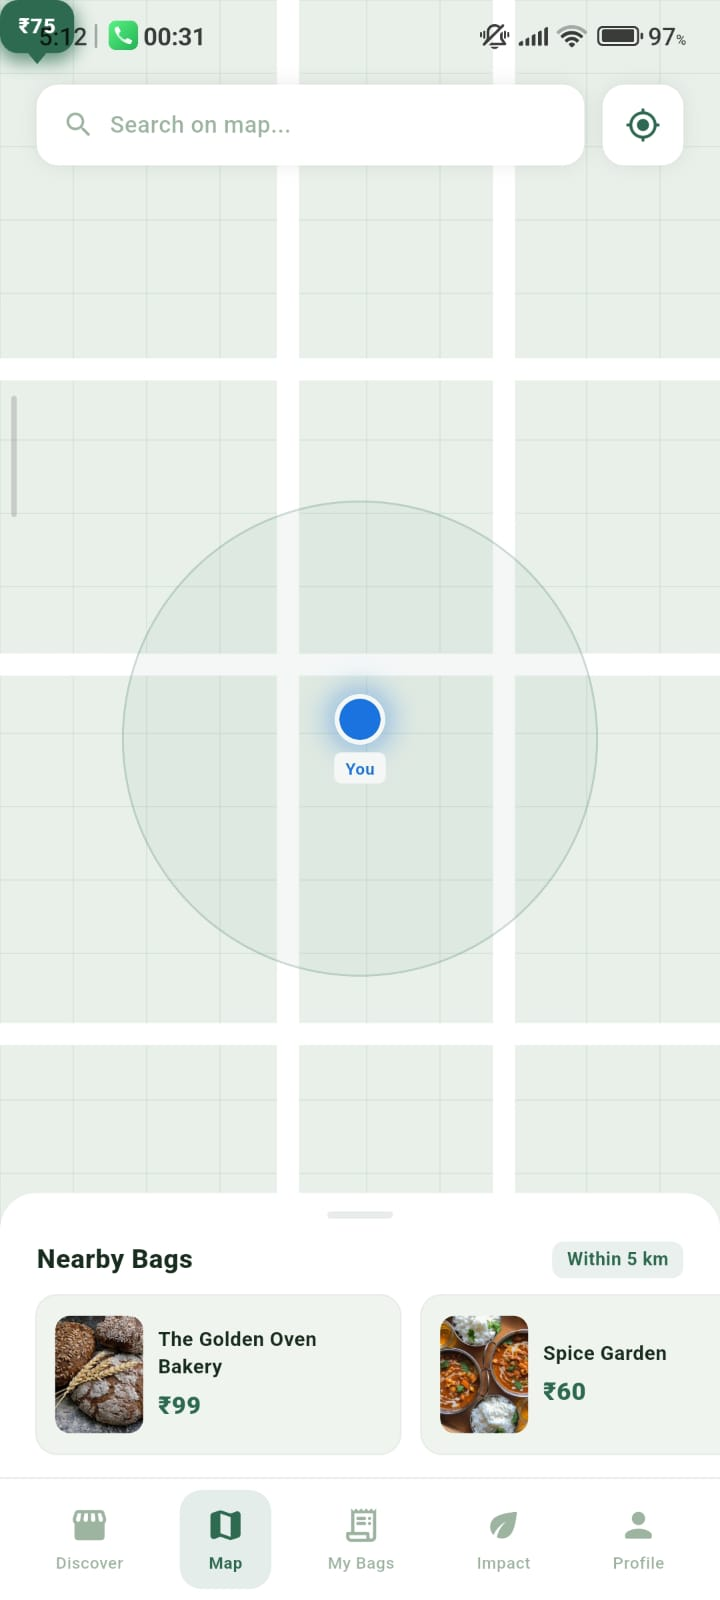 ₹75
5:12 | 00:31 97%
Search on map...
You
Nearby Bags
Within 5 km
The Golden Oven
Bakery
₹99
Spice Garden
₹60
Discover
Map
My Bags
Impact
Profile